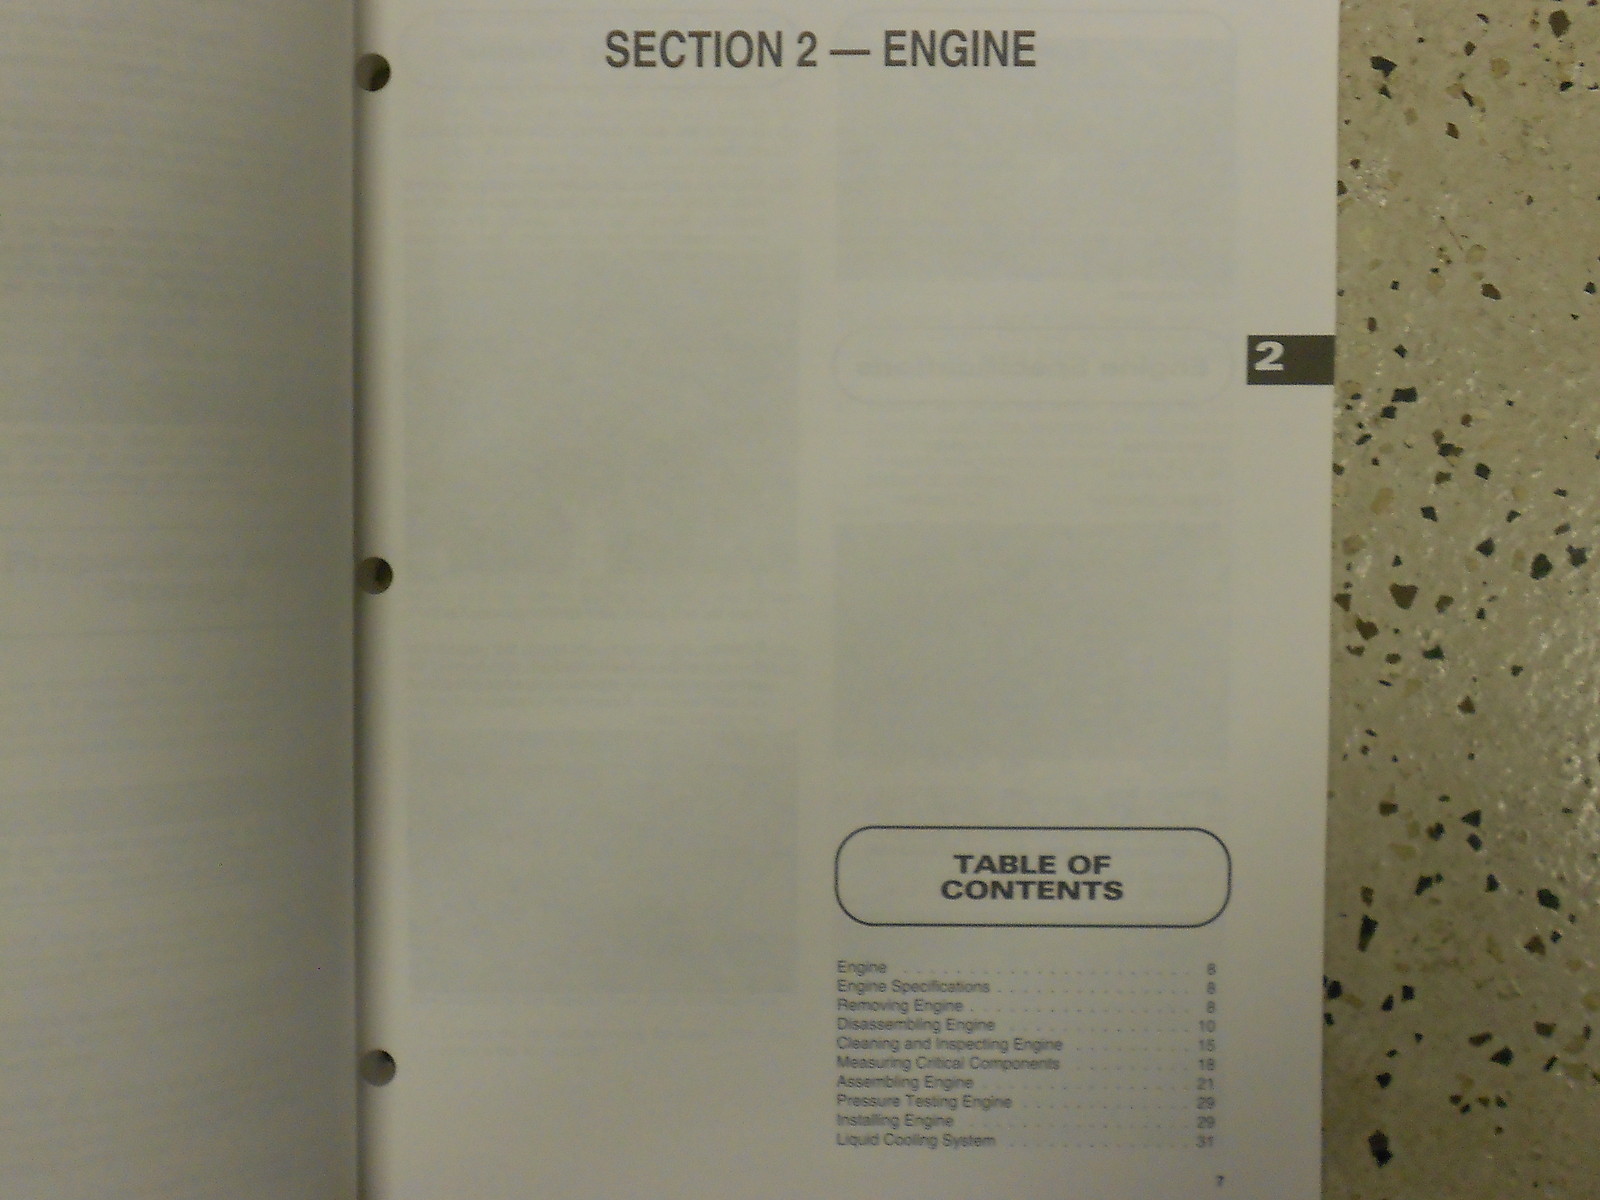 SECTION 2 — ENGINE
2
TABLE OF
CONTENTS
Engine . . . . . . . . . . . . . . . . . . . . . . . . 8
Engine Specifications . . . . . . . . . . . . . . . 8
Removing Engine . . . . . . . . . . . . . . . . . 8
Disassembling Engine . . . . . . . . . . . . . . 10
Cleaning and Inspecting Engine . . . . . . . . . 15
Measuring Critical Components . . . . . . . . . 18
Assembling Engine . . . . . . . . . . . . . . . . 21
Pressure Testing Engine . . . . . . . . . . . . . 29
Installing Engine . . . . . . . . . . . . . . . . . 29
Liquid Cooling System . . . . . . . . . . . . . . 31
7